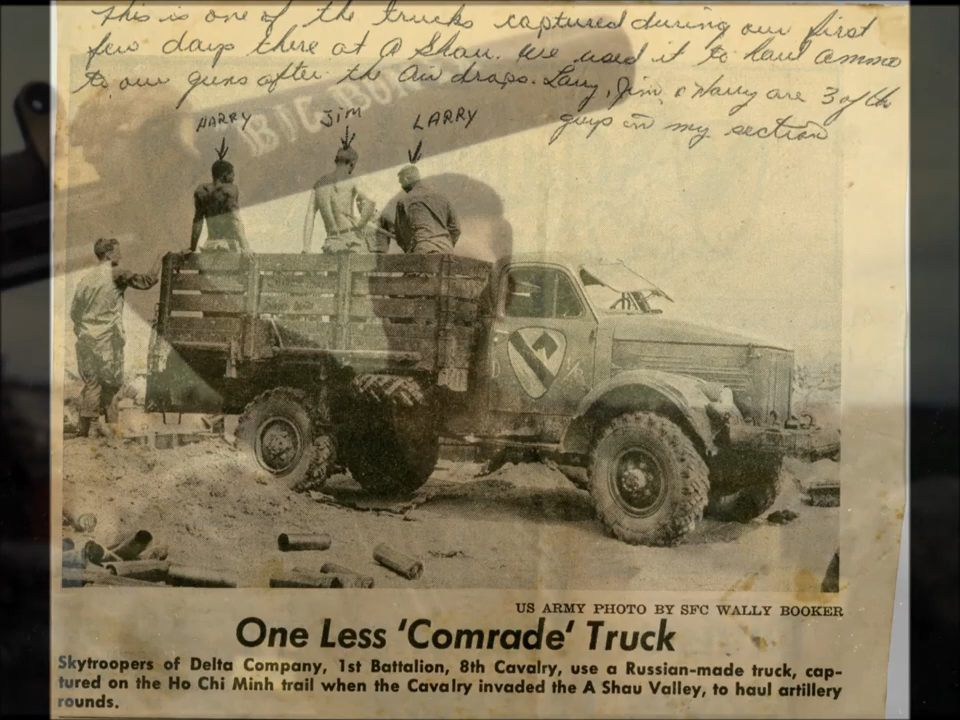 This is one of the trucks captured during our first
few days there at A Shau. We used it to haul ammo
to our guns after the air drops. Larry, Jim & Harry are 3 of the
guys in my section
HARRY JIM LARRY
BIG
US ARMY PHOTO BY SFC WALLY BOOKER
One Less 'Comrade' Truck
Skytroopers of Delta Company, 1st Battalion, 8th Cavalry, use a Russian-made truck, cap-
tured on the Ho Chi Minh trail when the Cavalry invaded the A Shau Valley, to haul artillery
rounds.